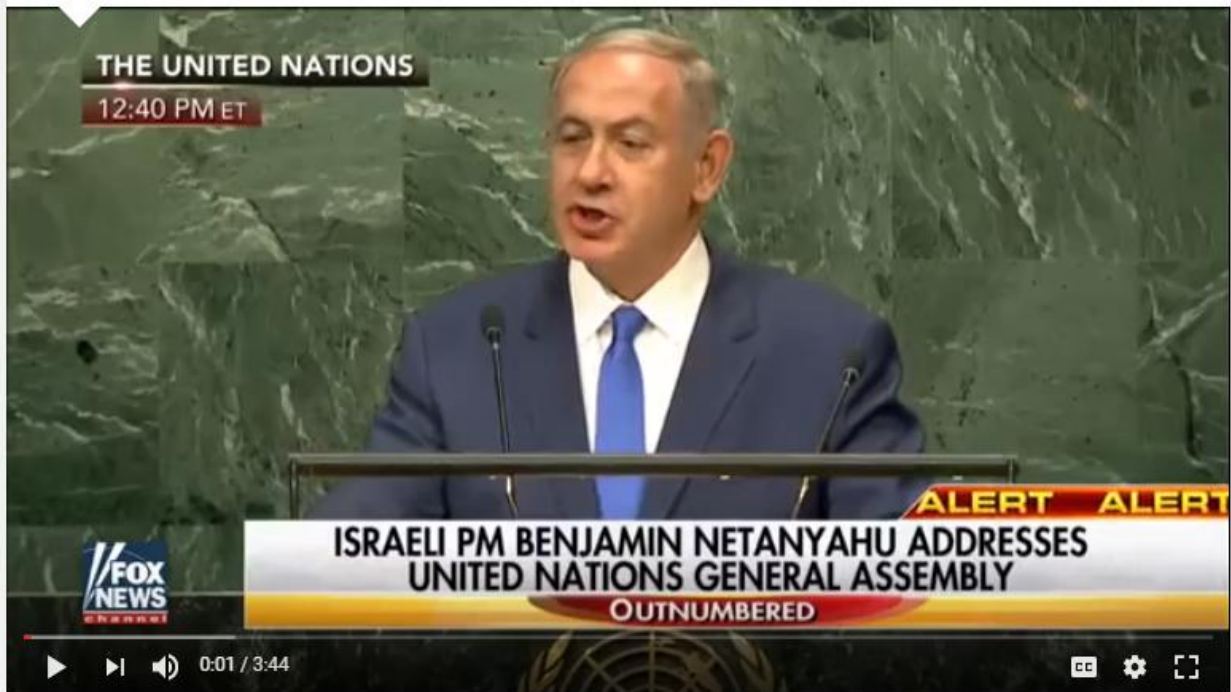 THE UNITED NATIONS
12:40 PM ET
ALERT ALERT
ISRAELI PM BENJAMIN NETANYAHU ADDRESSES
UNITED NATIONS GENERAL ASSEMBLY
OUTNUMBERED
FOX
NEWS
channel
0:01 / 3:44
CC